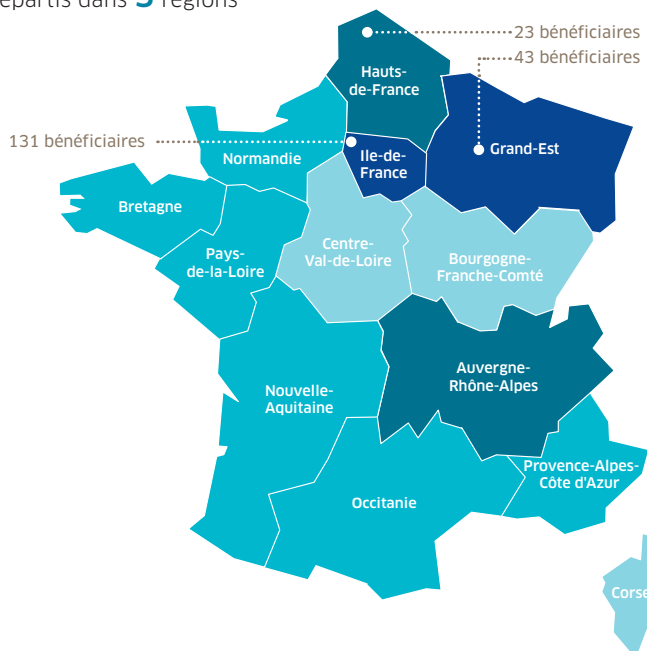 épartis dans 3 régions
23 bénéficiaires
43 bénéficiaires
131 bénéficiaires
Hauts-
de-France
Normandie
Ile-de-
France
Grand-Est
Bretagne
Pays-
de-la-Loire
Centre-
Val-de-Loire
Bourgogne-
Franche-Comté
Auvergne-
Rhône-Alpes
Nouvelle-
Aquitaine
Occitanie
Provence-Alpes-
Côte d'Azur
Corse